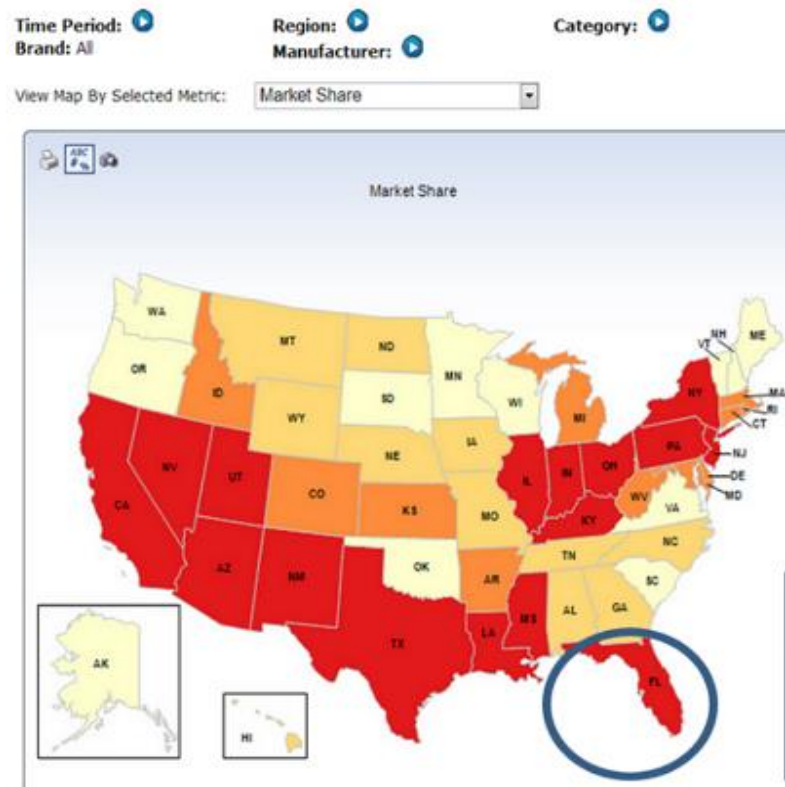 Time Period: Region: Category:
Brand: All Manufacturer:
View Map By Selected Metric: Market Share
ABC
Market Share
WA
MT
ND
MN
ME
NH
VT
OR
ID
SD
WI
MI
NY
MA
RI
CT
WY
IA
NE
PA
NJ
NV
UT
CO
IL
IN
OH
DE
MD
WV
VA
CA
KS
MO
KY
NC
TN
AZ
NM
OK
AR
SC
MS
AL
GA
TX
LA
FL
AK
HI